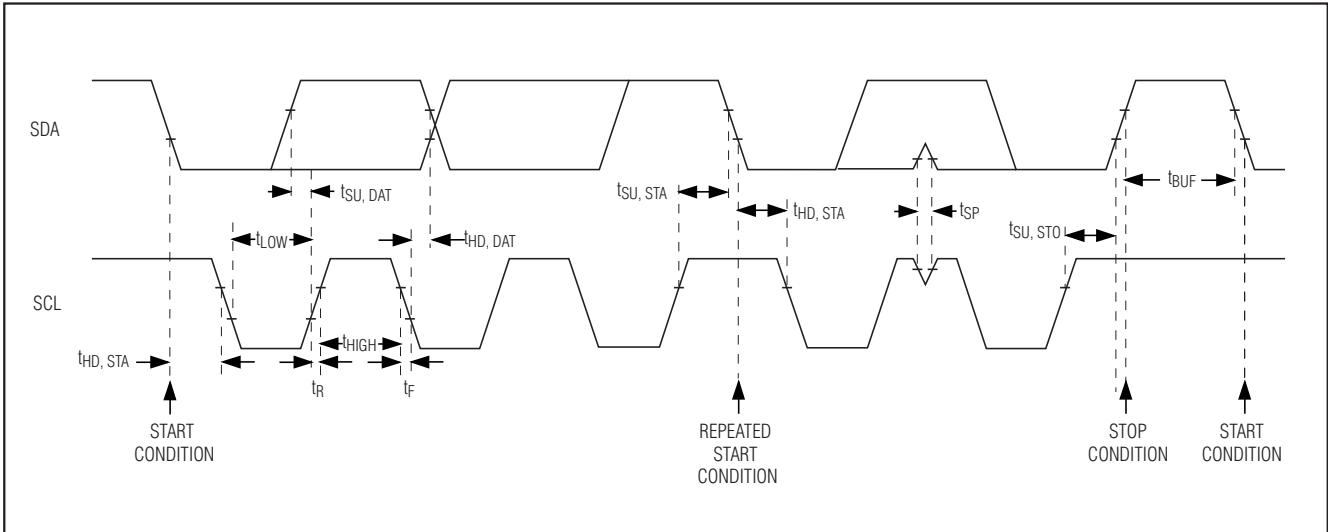 SDA
tSU, DAT
tSU, STA
tHD, STA
tSP
tBUF
tSU, STO
tLOW
tHD, DAT
SCL
tHD, STA
tHIGH
tR
tF
START
CONDITION
REPEATED
START
CONDITION
STOP
CONDITION
START
CONDITION